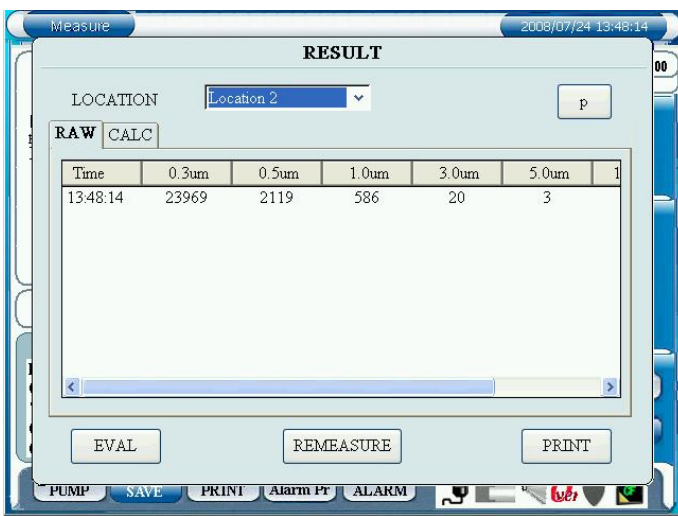 Measure 2008/07/24 13:48:14
RESULT
00
LOCATION Location 2 p
RAW CALC
Time 0.3um 0.5um 1.0um 3.0um 5.0um 1
13:48:14 23969 2119 586 20 3
EVAL REMEASURE PRINT
PUMP SAVE PRINT Alarm Pr ALARM